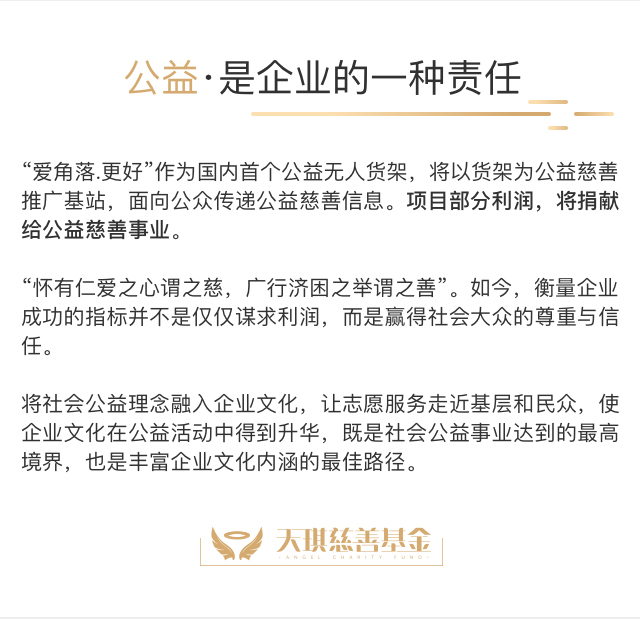 公益·是企业的一种责任
“爱角落.更好”作为国内首个公益无人货架，将以货架为公益慈善
推广基站，面向公众传递公益慈善信息。项目部分利润，将捐献
给公益慈善事业。
“怀有仁爱之心谓之慈，广行济困之举谓之善”。如今，衡量企业
成功的指标并不是仅仅谋求利润，而是赢得社会大众的尊重与信
任。
将社会公益理念融入企业文化，让志愿服务走近基层和民众，使
企业文化在公益活动中得到升华，既是社会公益事业达到的最高
境界，也是丰富企业文化内涵的最佳路径。
天琪慈善基金
ANGEL CHARITY FUND